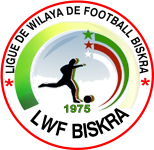 * LIGUE DE WILAYA DE FOOTBALL BISKRA *
1975
LWF BISKRA